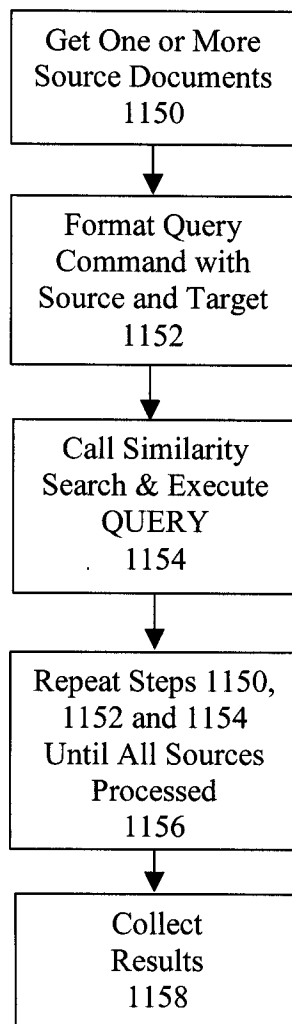 Get One or More
Source Documents
1150
Format Query
Command with
Source and Target
1152
Call Similarity
Search & Execute
QUERY
1154
Repeat Steps 1150,
1152 and 1154
Until All Sources
Processed
1156
Collect
Results
1158